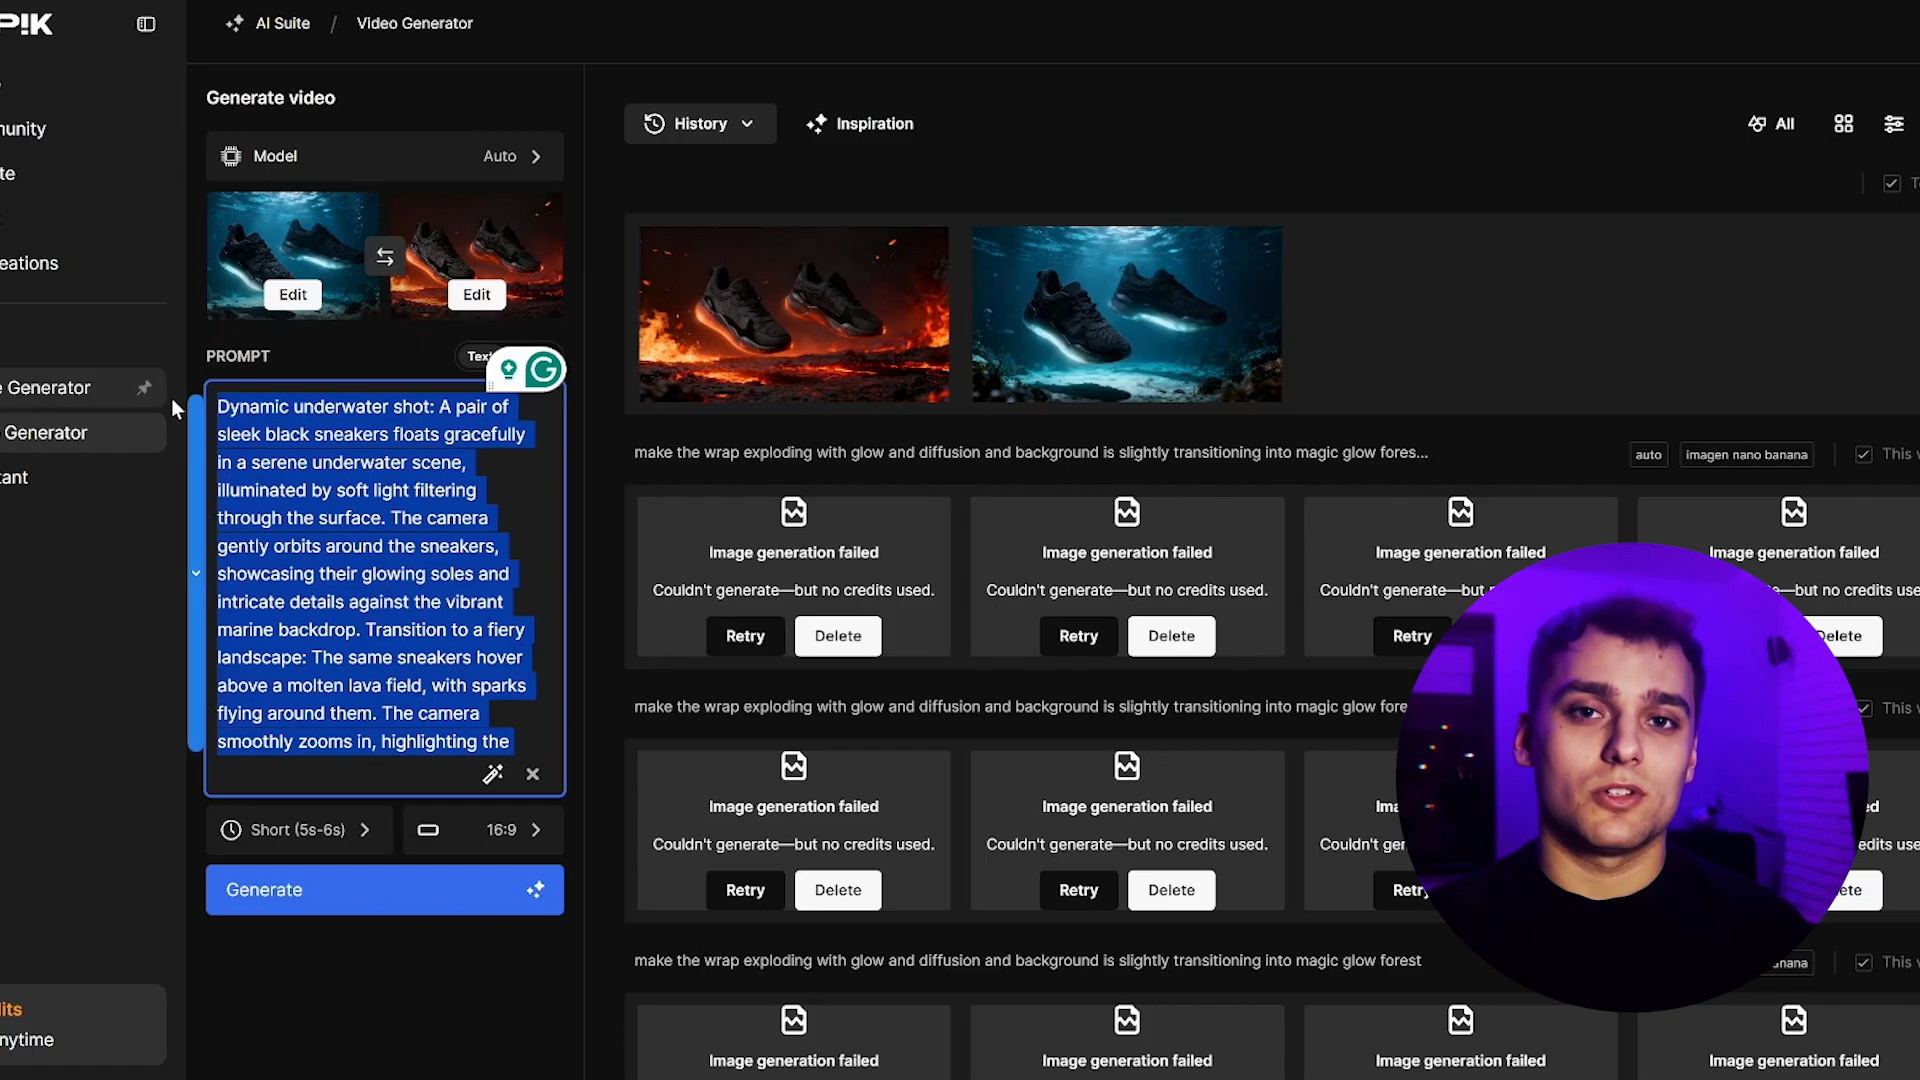 AI Suite / Video Generator
Generate video
Model
Auto
Edit
Edit
PROMPT
Dynamic underwater shot: A pair of
sleek black sneakers floats gracefully
in a serene underwater scene,
illuminated by soft light filtering
through the surface. The camera
gently orbits around the sneakers,
showcasing their glowing soles and
intricate details against the vibrant
marine backdrop. Transition to a fiery
landscape: The same sneakers hover
above a molten lava field, with sparks
flying around them. The camera
smoothly zooms in, highlighting the
Short (5s-6s)
16:9
Generate
Generator
Generator
nytime
History
Inspiration
All
make the wrap exploding with glow and diffusion and background is slightly transitioning into magic glow fores...
auto
imagen nano banana
This
Image generation failed
Couldn't generate—but no credits used.
Retry
Delete
Image generation failed
Couldn't generate—but no credits used.
Retry
Delete
Image generation failed
Couldn't generate—but
Retry
Image generation failed
but no credits
Delete
make the wrap exploding with glow and diffusion and background is slightly transitioning into magic glow fore
This
Image generation failed
Couldn't generate—but no credits used.
Retry
Delete
Image generation failed
Couldn't generate—but no credits used.
Retry
Delete
make the wrap exploding with glow and diffusion and background is slightly transitioning into magic glow forest
This
Image generation failed
Image generation failed
Image generation failed
Image generation failed